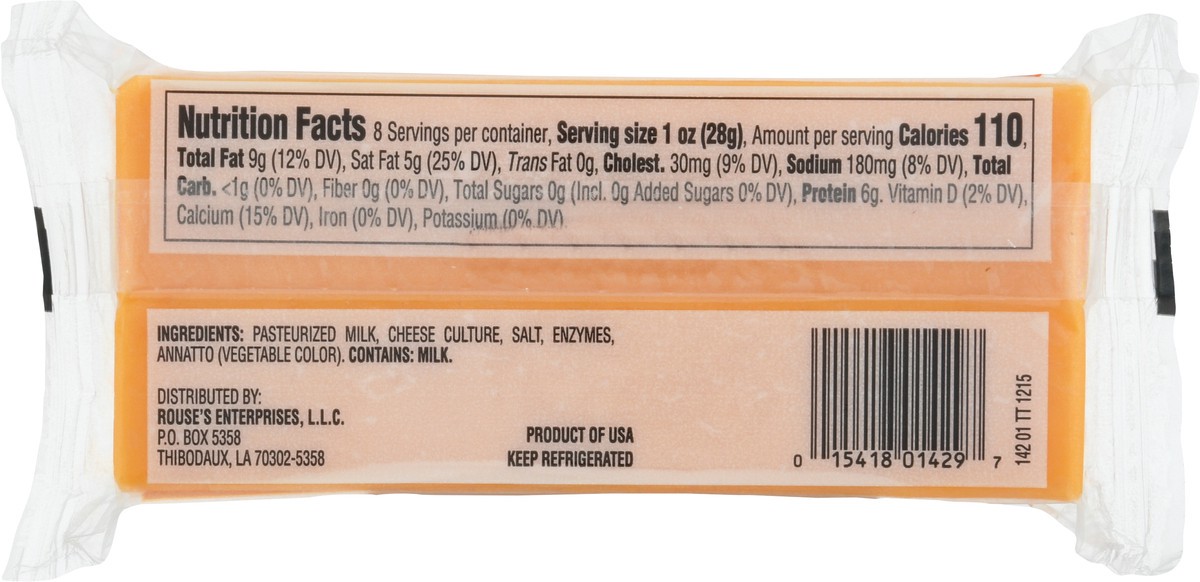 Nutrition Facts 8 Servings per container, Serving size 1 oz (28g), Amount per serving Calories 110,
Total Fat 9g (12% DV), Sat Fat 5g (25% DV), Trans Fat 0g, Cholest. 30mg (9% DV), Sodium 180mg (8% DV), Total
Carb. <1g (0% DV), Fiber 0g (0% DV), Total Sugars 0g (Incl. 0g Added Sugars 0% DV), Protein 6g. Vitamin D (2% DV),
Calcium (15% DV), Iron (0% DV), Potassium (0% DV)
INGREDIENTS: PASTEURIZED MILK, CHEESE CULTURE, SALT, ENZYMES,
ANNATTO (VEGETABLE COLOR). CONTAINS: MILK.
DISTRIBUTED BY:
ROUSE'S ENTERPRISES, L.L.C.
P.O. BOX 5358
THIBODAUX, LA 70302-5358
PRODUCT OF USA
KEEP REFRIGERATED
0 15418 01429 7
142 01 TT 1215